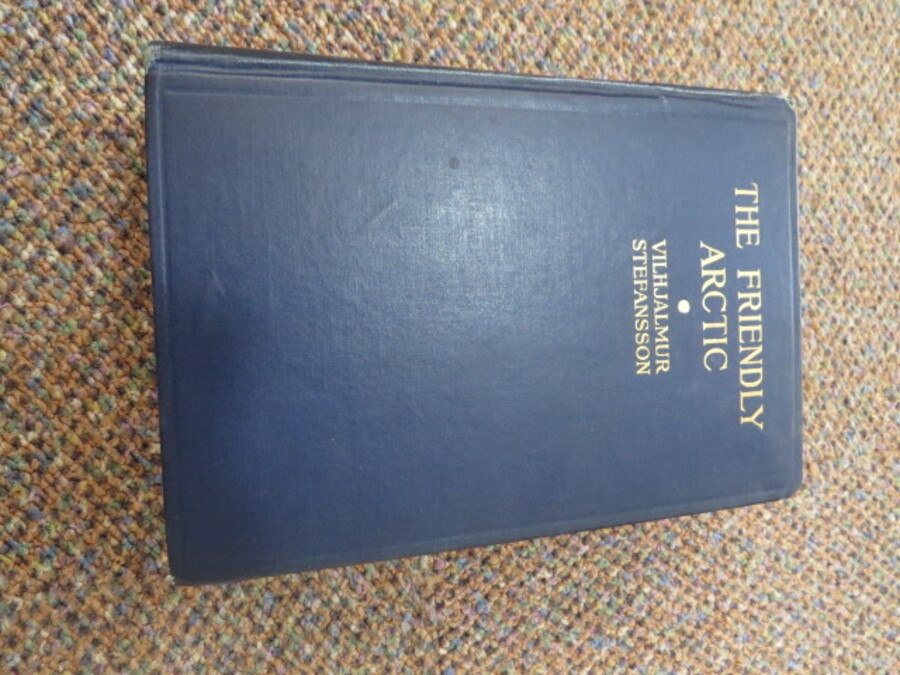 THE FRIENDLY
ARCTIC
VILHJALMUR
STEFANSSON